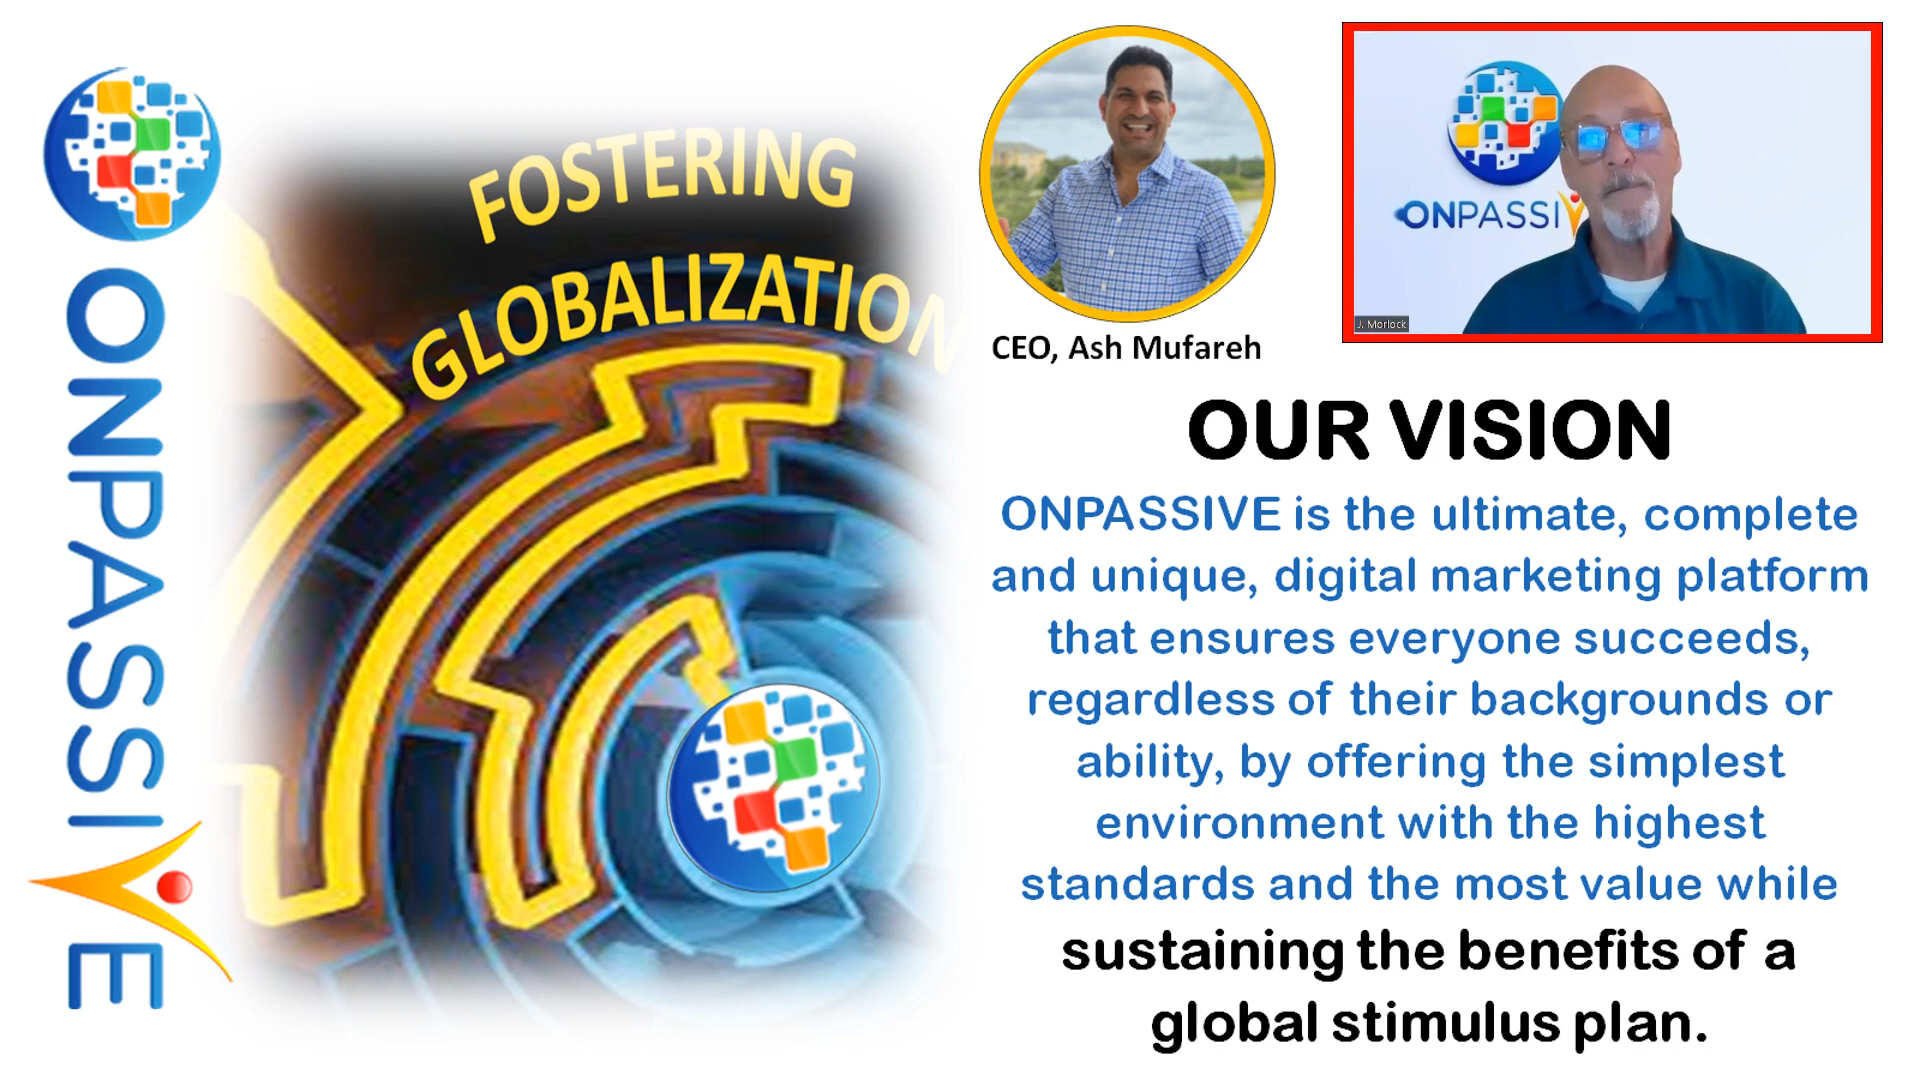 ONPASSIVE
FOSTERING
GLOBALIZATION
CEO, Ash Mufareh
ONPASSIV
J. Morlock
OUR VISION
ONPASSIVE is the ultimate, complete
and unique, digital marketing platform
that ensures everyone succeeds,
regardless of their backgrounds or
ability, by offering the simplest
environment with the highest
standards and the most value while
sustaining the benefits of a
global stimulus plan.